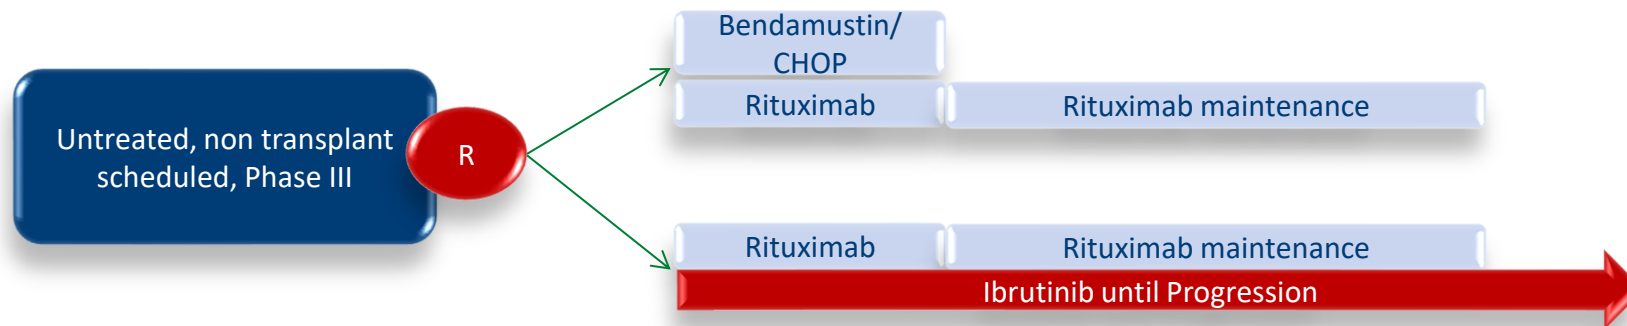 Untreated, non transplant
scheduled, Phase III
R
Bendamustin/
CHOP
Rituximab
Rituximab maintenance
Rituximab
Rituximab maintenance
Ibrutinib until Progression